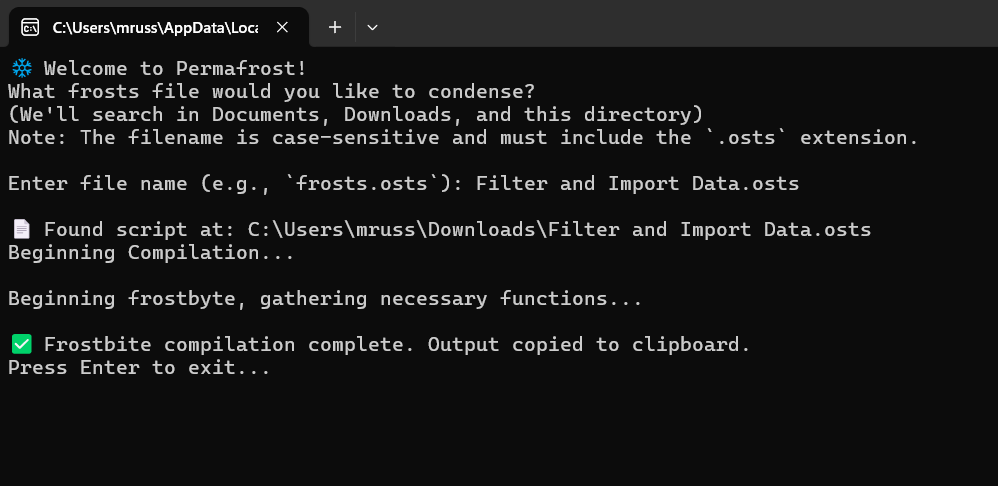 C:\Users\mruss\AppData\Loca
❄ Welcome to Permafrost!
What frosts file would you like to condense?
(We'll search in Documents, Downloads, and this directory)
Note: The filename is case-sensitive and must include the `.osts` extension.
Enter file name (e.g., `frosts.osts`): Filter and Import Data.osts
📄 Found script at: C:\Users\mruss\Downloads\Filter and Import Data.osts
Beginning Compilation...
Beginning frostbyte, gathering necessary functions...
✅ Frostbite compilation complete. Output copied to clipboard.
Press Enter to exit...